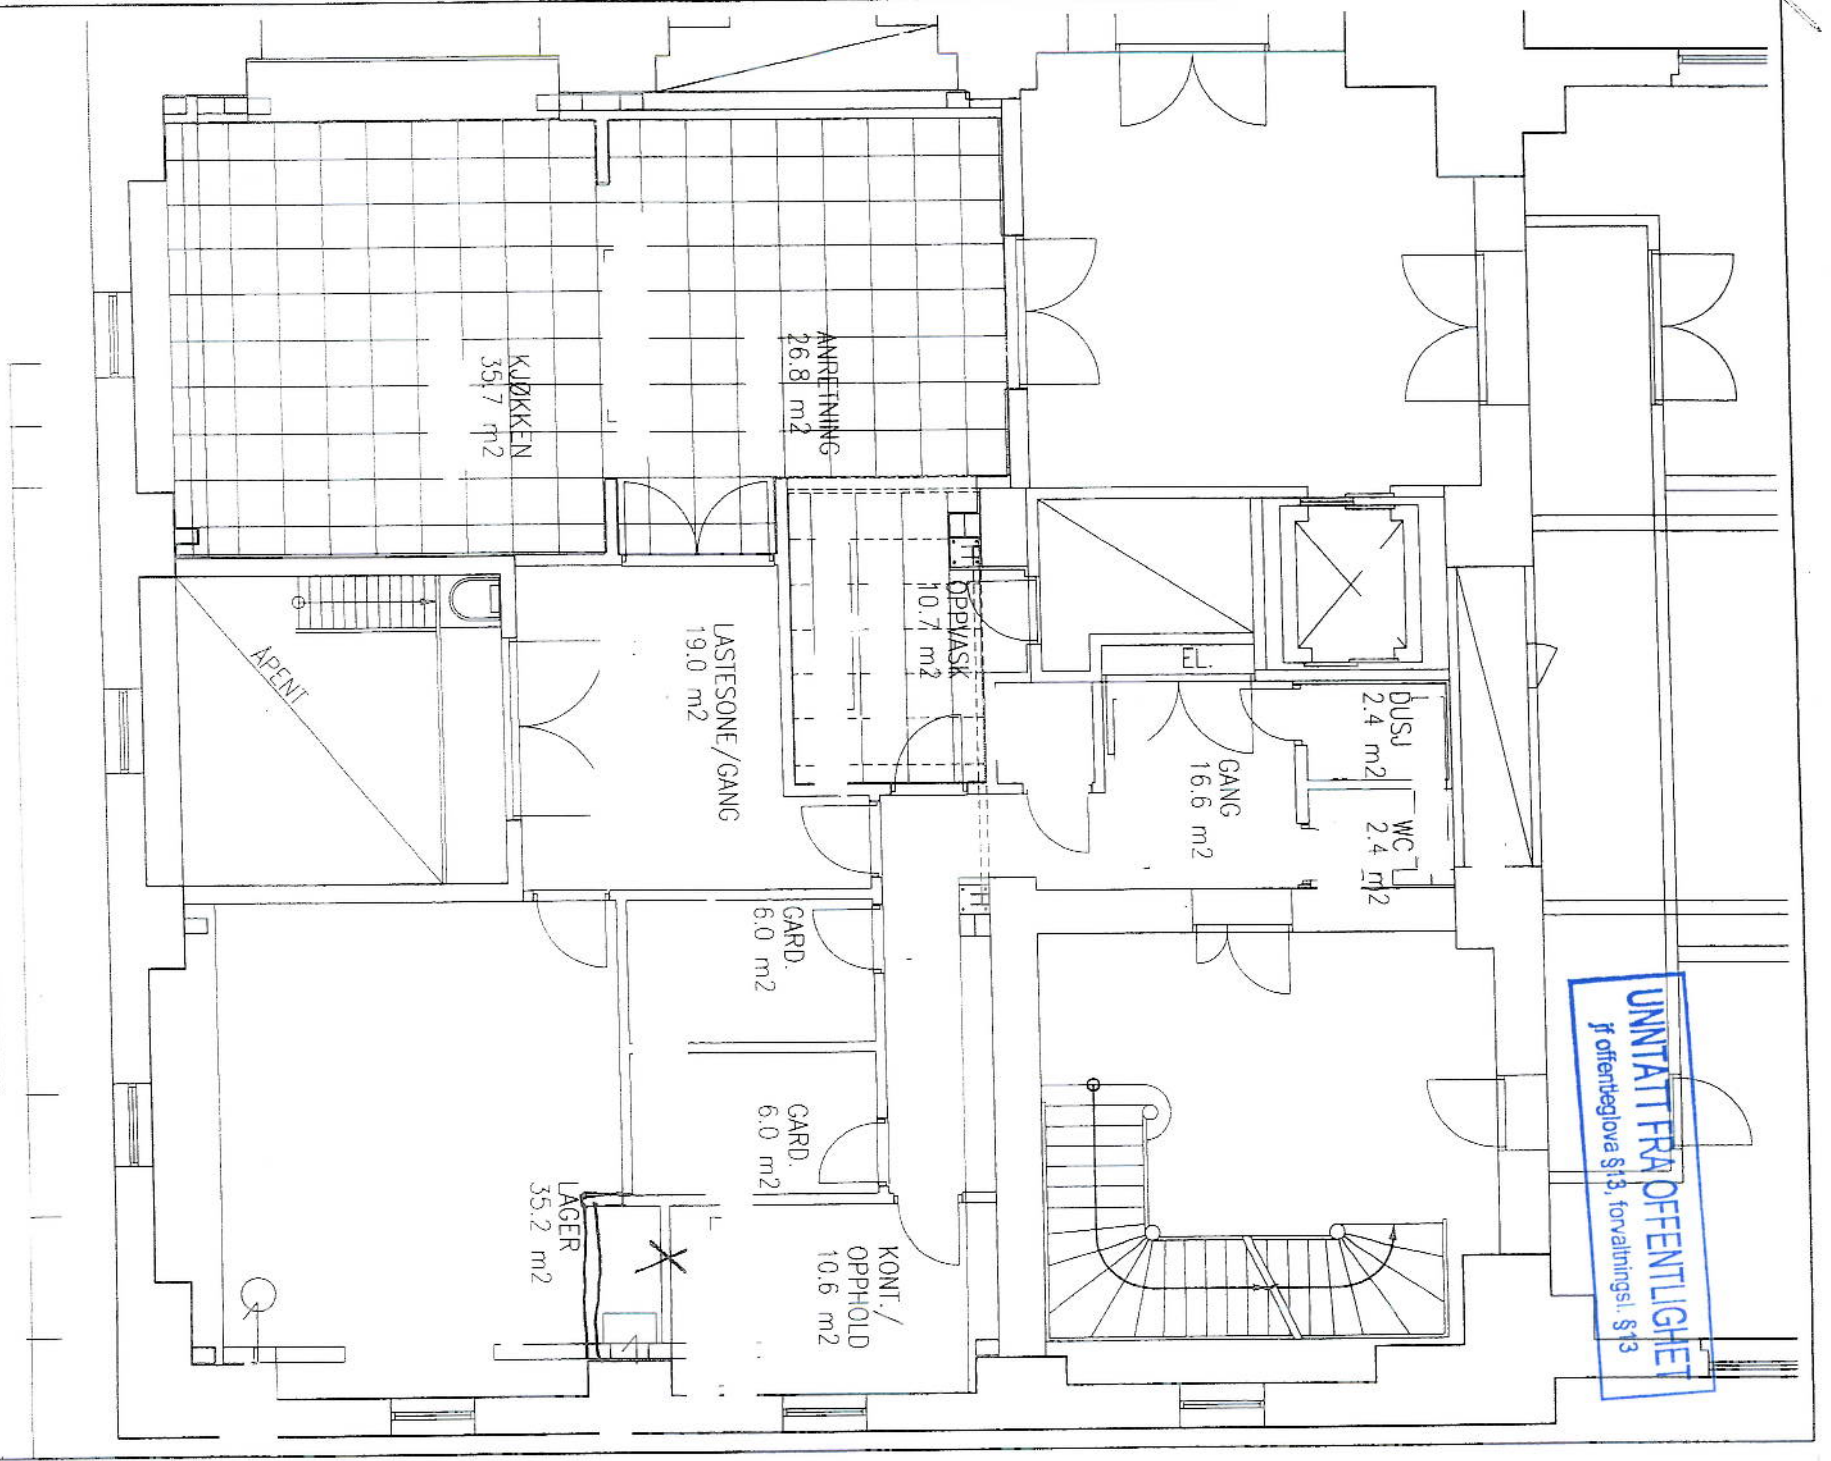 ANRETNING
26.8 m2
KJØKKEN
35.7 m2
OPPVASK
10.7 m2
EL.
DUSJ
2.4 m2
WC
2.4 m2
GANG
16.6 m2
LASTESONE/GANG
19.0 m2
ÅPENT
GARD.
6.0 m2
GARD.
6.0 m2
LAGER
35.2 m2
KONT./
OPPHOLD
10.6 m2
UNNTATT FRA OFFENTLIGHET
jf offentleglova §13, forvaltningsl. §13